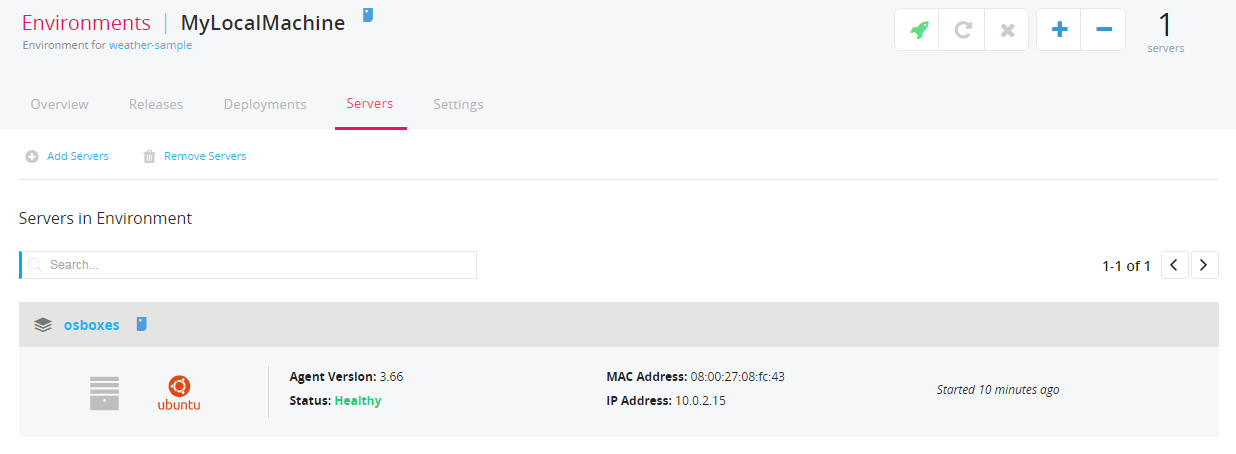 Environments | MyLocalMachine
Environment for weather-sample
1
servers
Overview Releases Deployments Servers Settings
Add Servers Remove Servers
Servers in Environment
Search...
1-1 of 1
osboxes
ubuntu
Agent Version: 3.66
Status: Healthy
MAC Address: 08:00:27:08:fc:43
IP Address: 10.0.2.15
Started 10 minutes ago